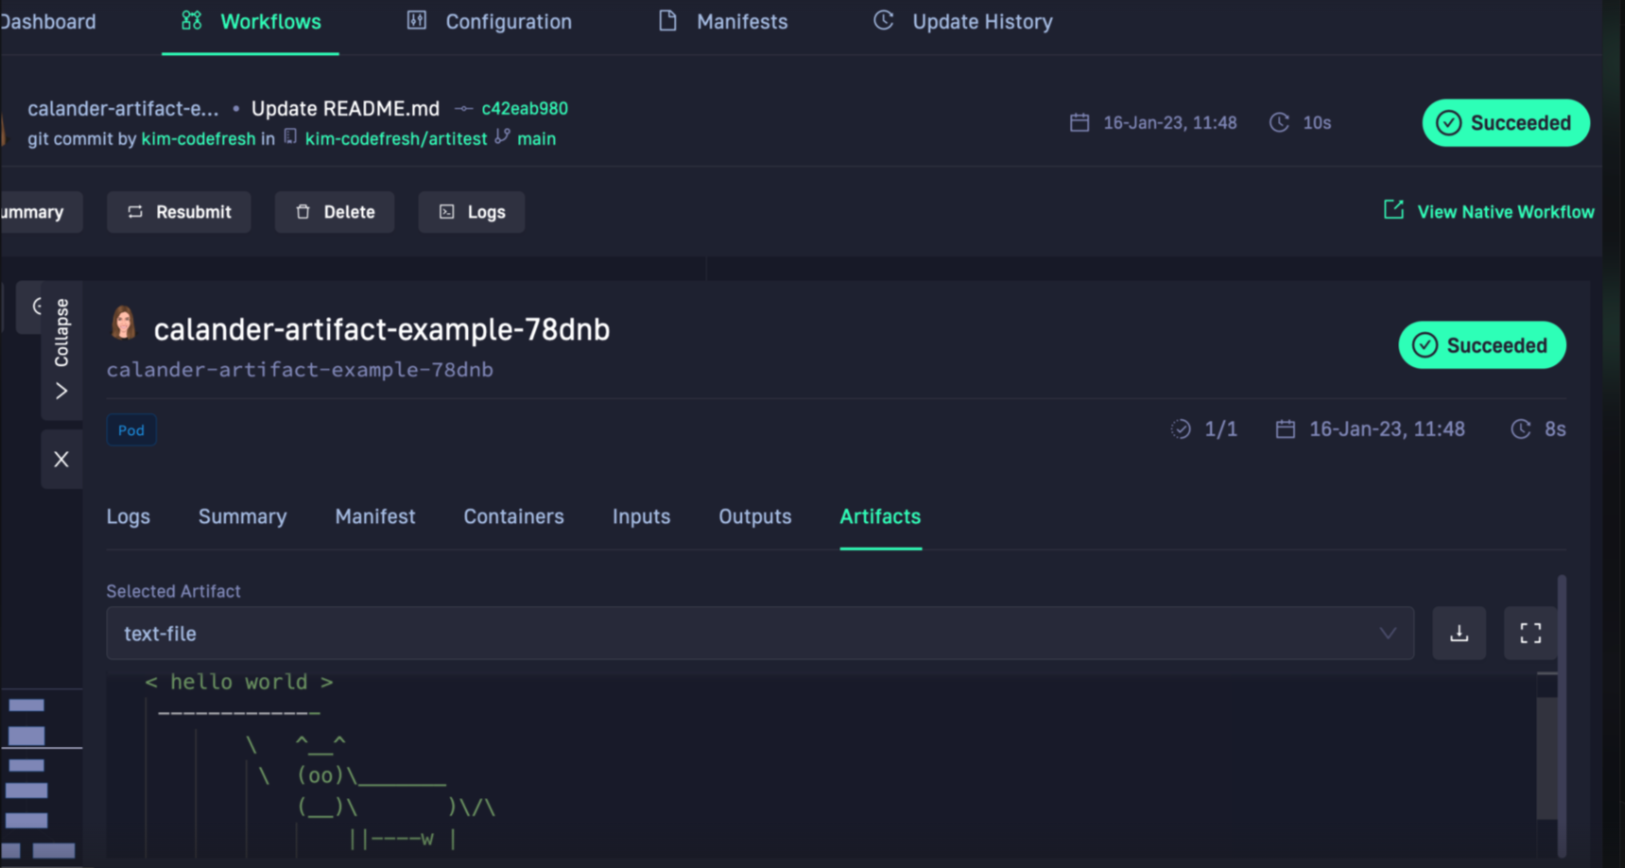 Dashboard Workflows Configuration Manifests Update History
calander-artifact-e... • Update README.md c42eab980
git commit by kim-codefresh in kim-codefresh/artitest main
16-Jan-23, 11:48 10s Succeeded
ummary Resubmit Delete Logs View Native Workflow
Collapse
calander-artifact-example-78dnb
calander-artifact-example-78dnb
Succeeded
Pod 1/1 16-Jan-23, 11:48 8s
Logs Summary Manifest Containers Inputs Outputs Artifacts
Selected Artifact
text-file
< hello world >
-------------
\   ^__^
\  (oo)\_______
(__)\       )\/\
||----w |